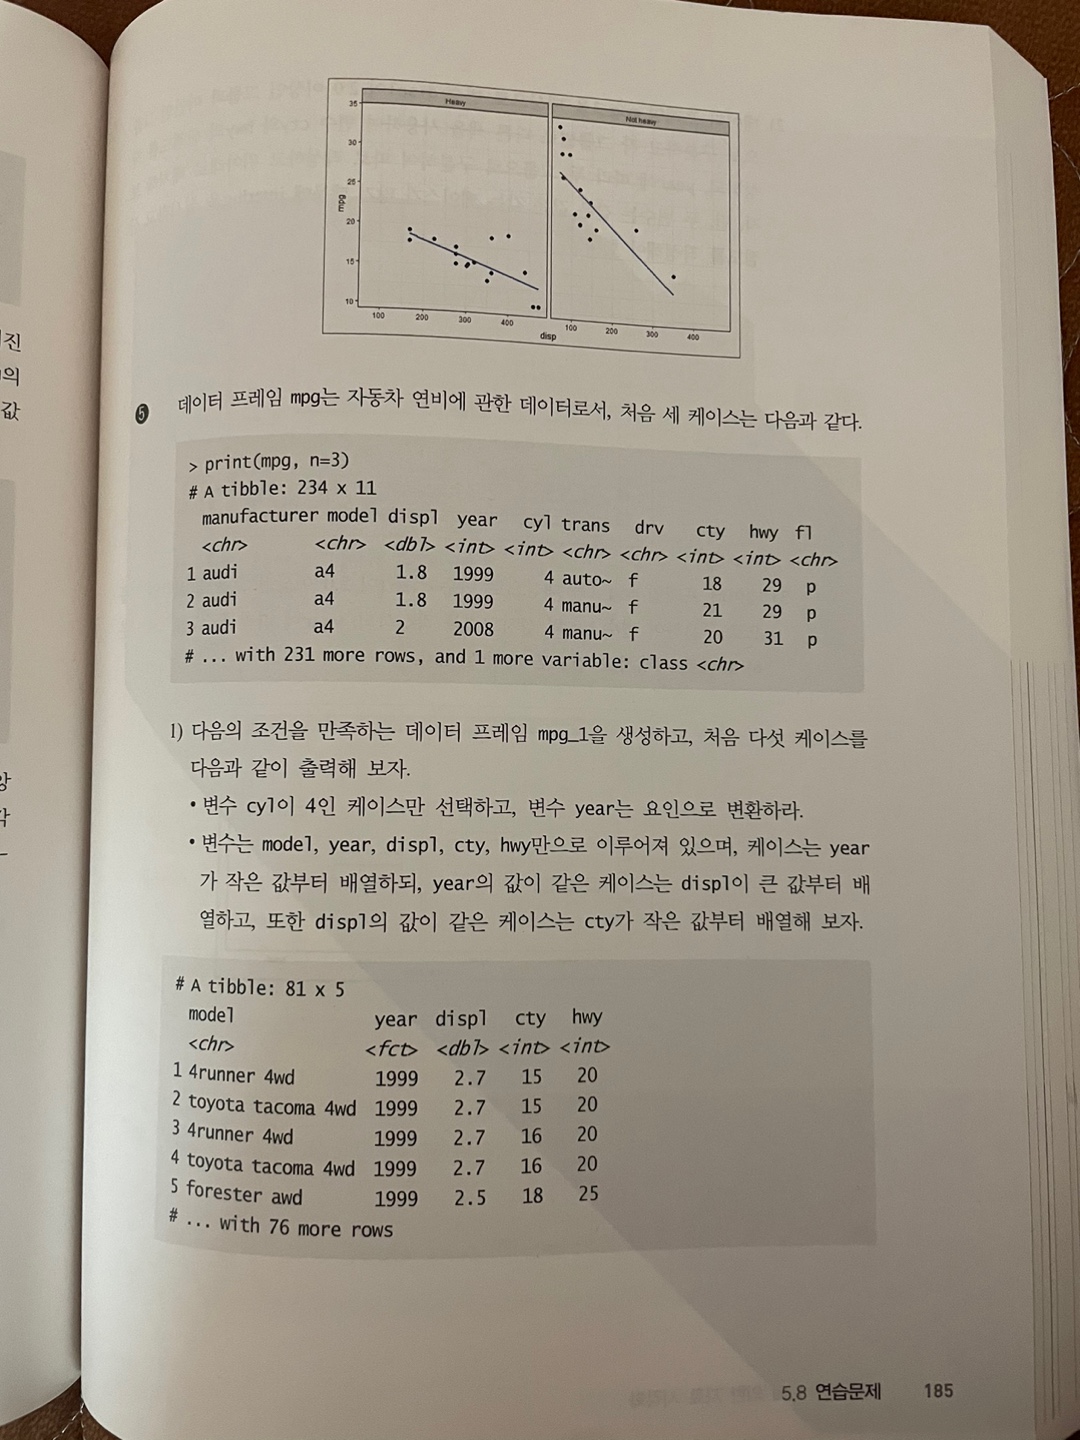 진
의
값
앙
각
Heavy
Not heavy
35
30
25
20
15
10
mpg
100 200 300 400
100 200 300 400
disp
❺ 데이터 프레임 mpg는 자동차 연비에 관한 데이터로서, 처음 세 케이스는 다음과 같다.
> print(mpg, n=3)
# A tibble: 234 x 11
manufacturer model displ year cyl trans drv cty hwy fl
<chr> <chr> <dbl> <int> <int> <chr> <chr> <int> <int> <chr>
1 audi a4 1.8 1999 4 auto~ f 18 29 p
2 audi a4 1.8 1999 4 manu~ f 21 29 p
3 audi a4 2 2008 4 manu~ f 20 31 p
# ... with 231 more rows, and 1 more variable: class <chr>
1) 다음의 조건을 만족하는 데이터 프레임 mpg_1을 생성하고, 처음 다섯 케이스를
다음과 같이 출력해 보자.
• 변수 cyl이 4인 케이스만 선택하고, 변수 year는 요인으로 변환하라.
• 변수는 model, year, displ, cty, hwy만으로 이루어져 있으며, 케이스는 year
가 작은 값부터 배열하되, year의 값이 같은 케이스는 displ이 큰 값부터 배
열하고, 또한 displ의 값이 같은 케이스는 cty가 작은 값부터 배열해 보자.
# A tibble: 81 x 5
model year displ cty hwy
<chr> <fct> <dbl> <int> <int>
1 4runner 4wd 1999 2.7 15 20
2 toyota tacoma 4wd 1999 2.7 15 20
3 4runner 4wd 1999 2.7 16 20
4 toyota tacoma 4wd 1999 2.7 16 20
5 forester awd 1999 2.5 18 25
# ... with 76 more rows
5.8 연습문제 185